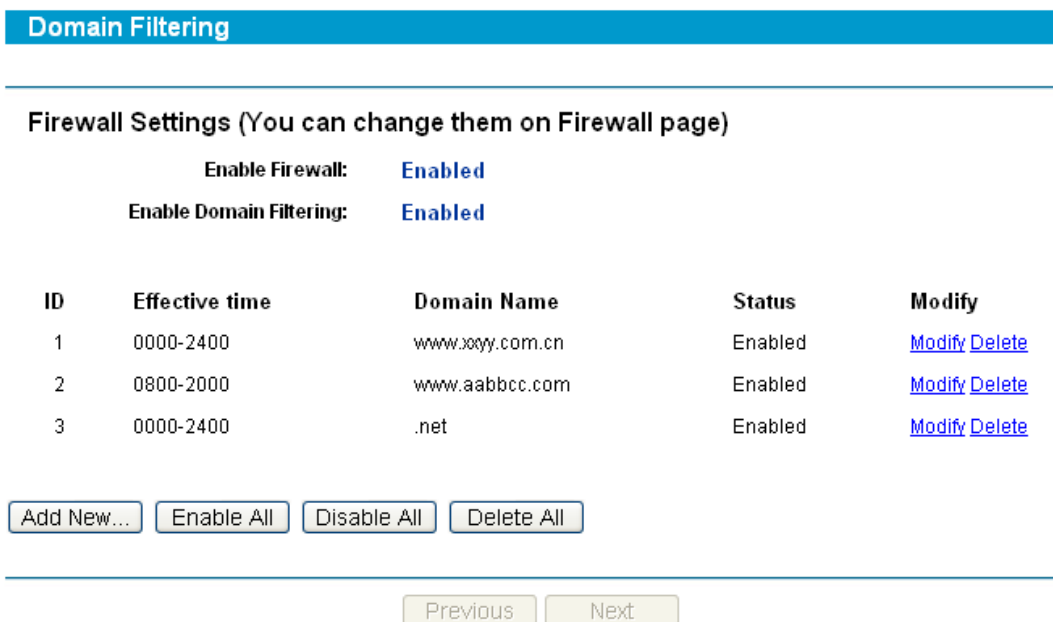 Domain Filtering
Firewall Settings (You can change them on Firewall page)
Enable Firewall: Enabled
Enable Domain Filtering: Enabled
ID Effective time Domain Name Status Modify
1 0000-2400 www.xxyy.com.cn Enabled Modify Delete
2 0800-2000 www.aabbcc.com Enabled Modify Delete
3 0000-2400 .net Enabled Modify Delete
Add New... Enable All Disable All Delete All
Previous Next